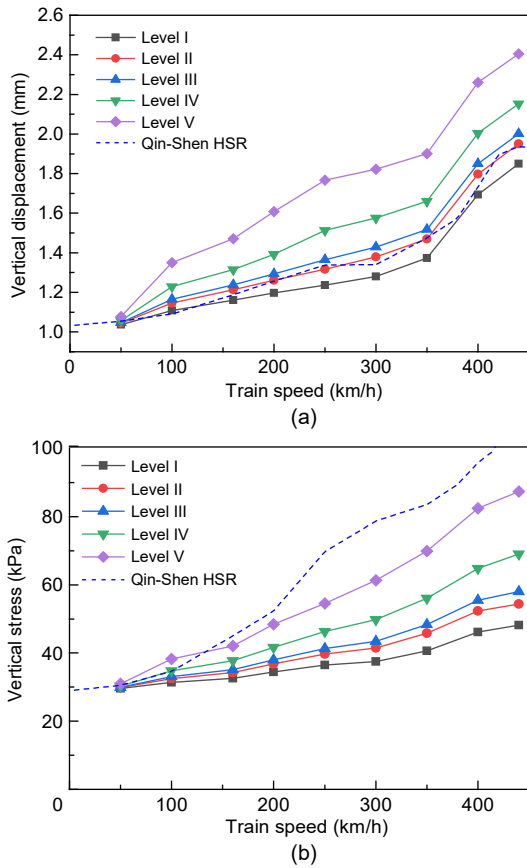 2.6
2.4
2.2
2.0
1.8
1.6
1.4
1.2
1.0
Vertical displacement (mm)
Level I
Level II
Level III
Level IV
Level V
Qin-Shen HSR
0 100 200 300 400
Train speed (km/h)
(a)
100
80
60
40
20
0
Vertical stress (kPa)
Level I
Level II
Level III
Level IV
Level V
Qin-Shen HSR
100 200 300 400
Train speed (km/h)
(b)